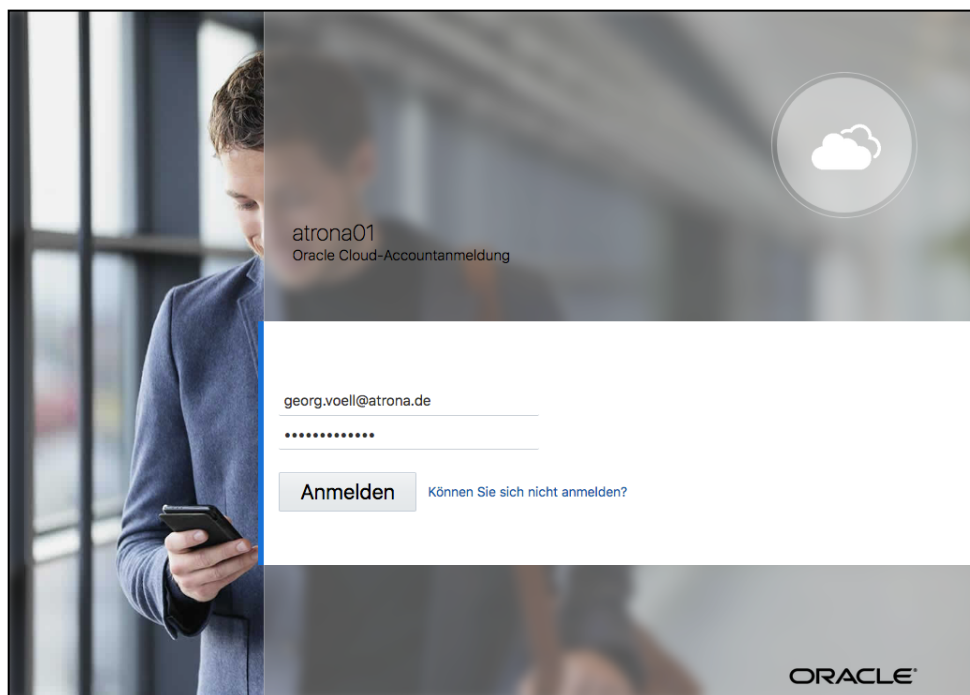 atrona01
Oracle Cloud-Accountanmeldung
georg.voell@atrona.de
•••••••••••••
Anmelden
Können Sie sich nicht anmelden?
ORACLE®